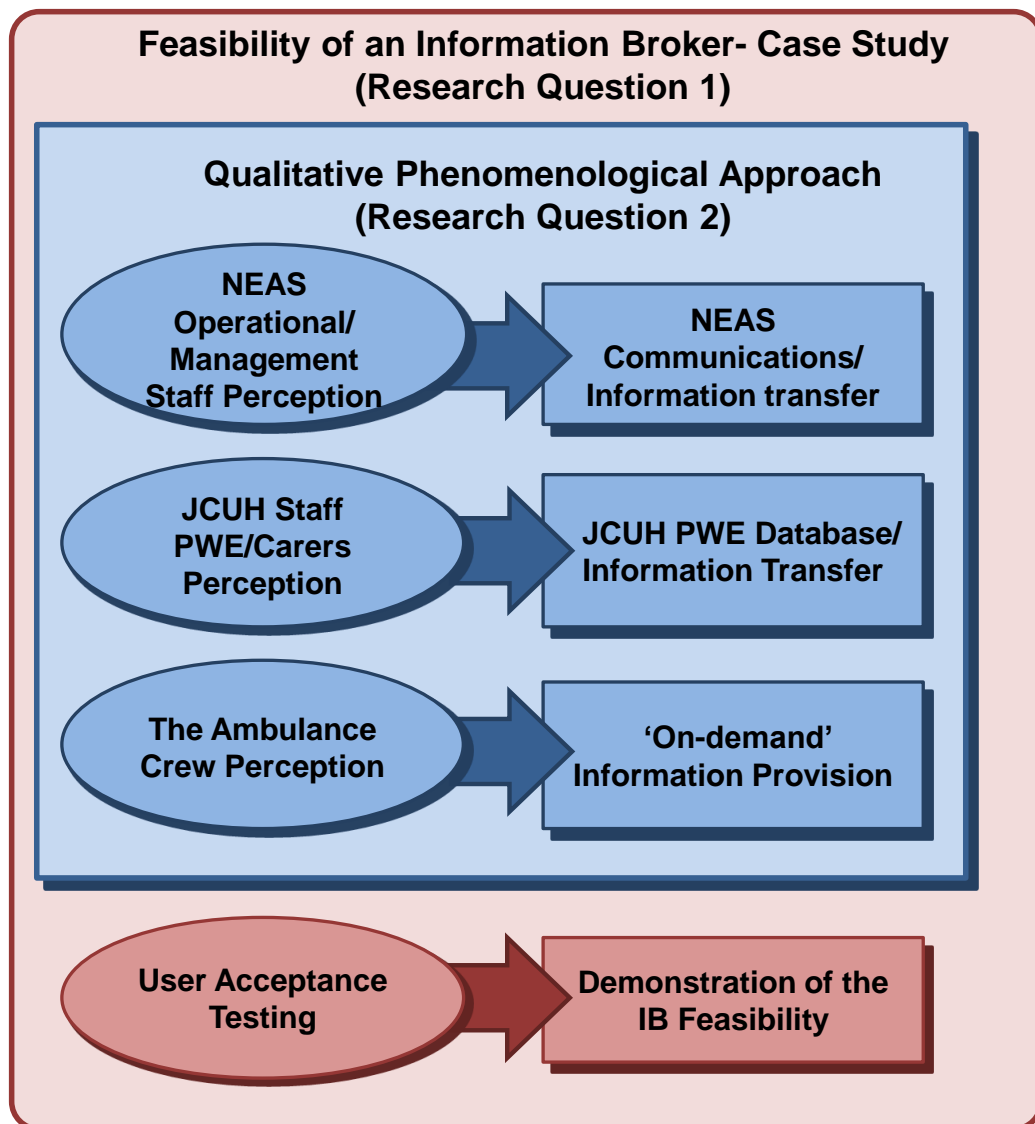 Feasibility of an Information Broker- Case Study
(Research Question 1)
Qualitative Phenomenological Approach
(Research Question 2)
NEAS
Operational/
Management
Staff Perception
NEAS
Communications/
Information transfer
JCUH Staff
PWE/Carers
Perception
JCUH PWE Database/
Information Transfer
The Ambulance
Crew Perception
‘On-demand’
Information Provision
User Acceptance
Testing
Demonstration of the
IB Feasibility